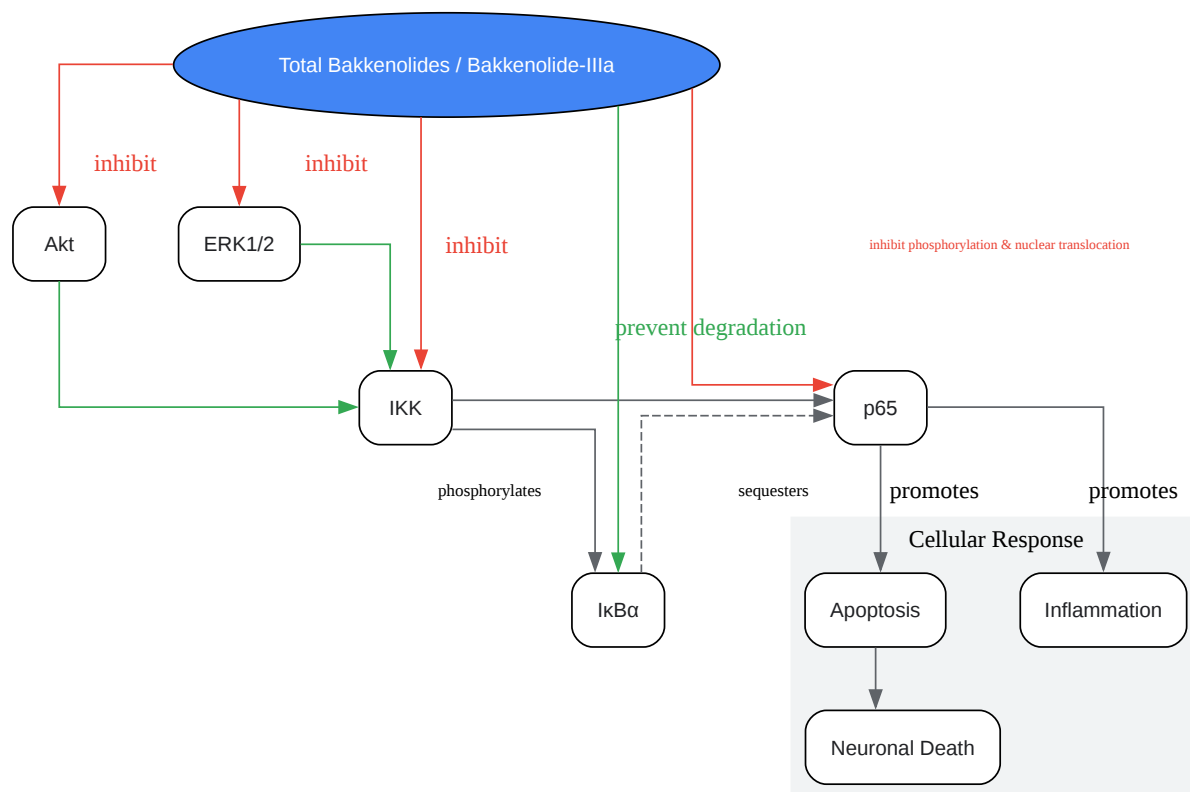 Total Bakkenolides / Bakkenolide-IIIa
inhibit
inhibit
Akt
ERK1/2
inhibit
inhibit phosphorylation & nuclear translocation
prevent degradation
IKK
p65
phosphorylates
sequesters
promotes
promotes
Cellular Response
IκBα
Apoptosis
Inflammation
Neuronal Death